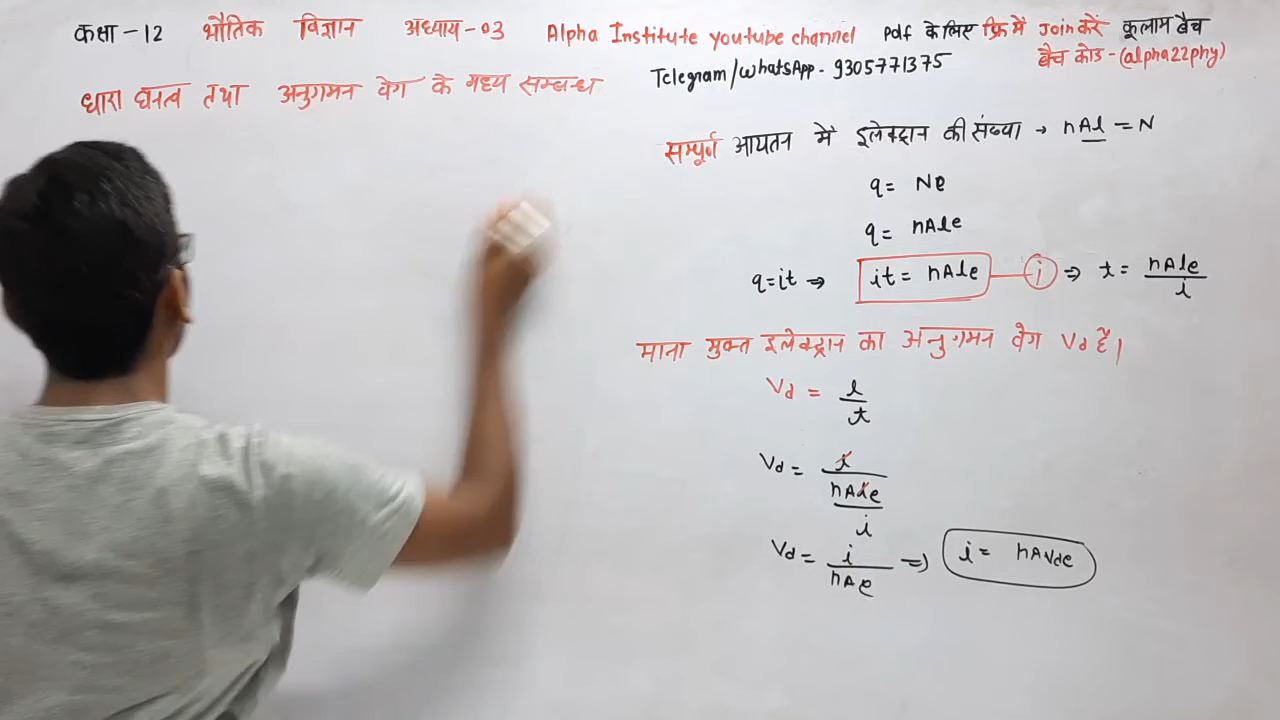 कक्षा-12 भौतिक विज्ञान अध्याय-03 Alpha Institute youtube channel Pdf के लिए फ्रि में Join करें कूलाम बैच
Telegram/WhatsApp - 9305771375 बैच कोड-(alpha22phy)
धारा घनत्व तथा अनुगमन वेग के मध्य सम्बन्ध
सम्पूर्ण आयतन में इलेक्ट्रान की संख्या → nAl = N
q = Ne
q = nAle
q=it ⇒ it = nAle — i ⇒ t = nAle/i
माना मुक्त इलेक्ट्रान का अनुगमन वेग Vd है।
Vd = l/t
Vd = l/(nAle/i)
Vd = i/nAe ⇒ i = nAVde